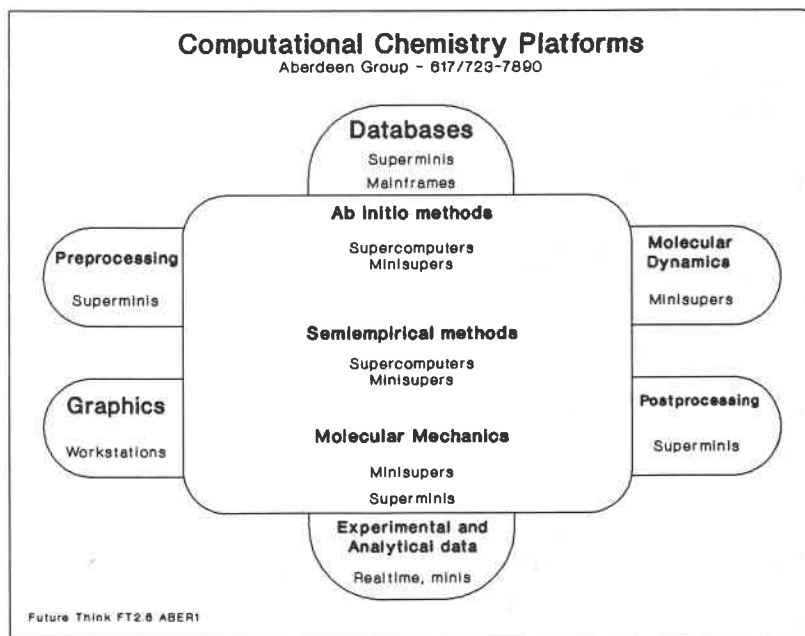 Computational Chemistry Platforms
Aberdeen Group - 617/723-7890
Databases
Superminis
Mainframes
Ab initio methods
Supercomputers
Minisupers
Preprocessing
Superminis
Molecular
Dynamics
Minisupers
Semiempirical methods
Supercomputers
Minisupers
Graphics
Workstations
Postprocessing
Superminis
Molecular Mechanics
Minisupers
Superminis
Experimental and
Analytical data
Realtime, minis
Future Think FT2.6 ABER1